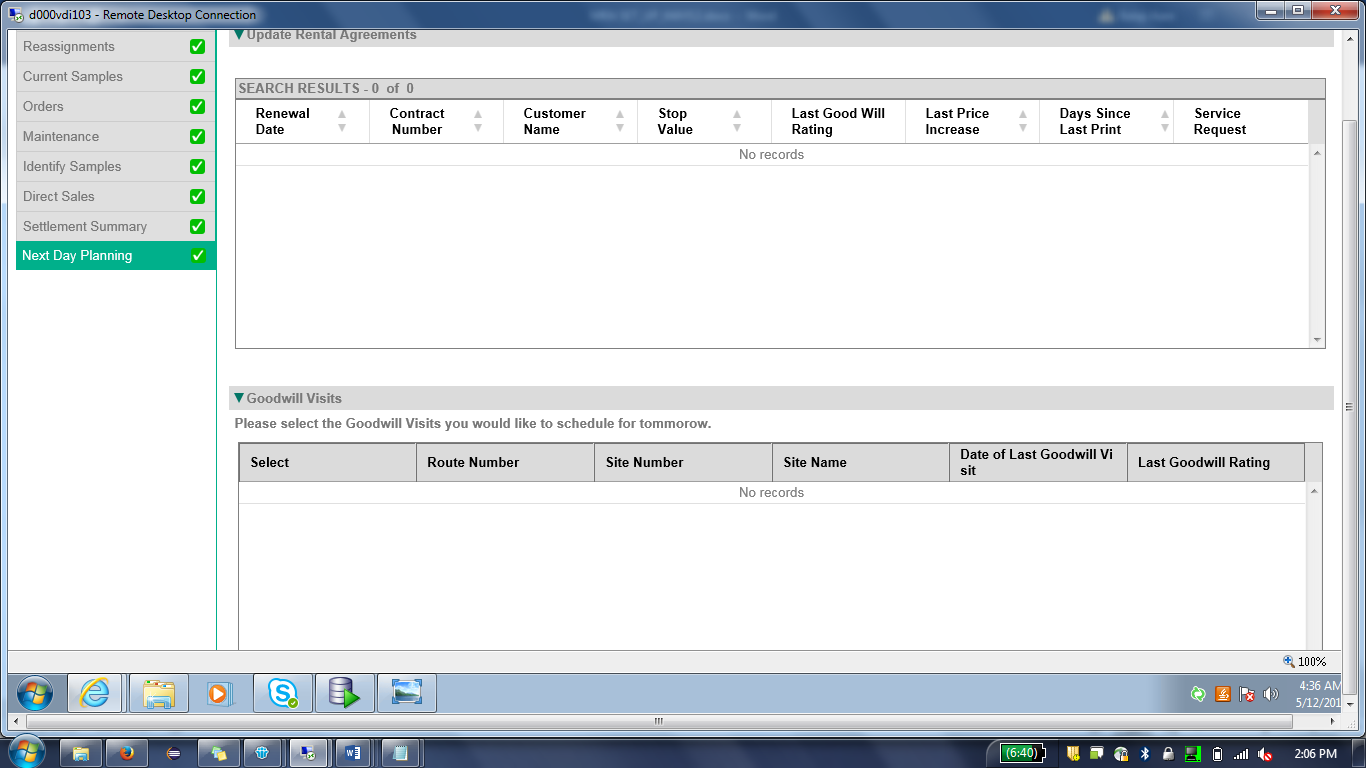 d000vdi103 - Remote Desktop Connection
Reassignments
Current Samples
Orders
Maintenance
Identify Samples
Direct Sales
Settlement Summary
Next Day Planning
Update Rental Agreements
SEARCH RESULTS - 0 of 0
Renewal Date
Contract Number
Customer Name
Stop Value
Last Good Will Rating
Last Price Increase
Days Since Last Print
Service Request
No records
Goodwill Visits
Please select the Goodwill Visits you would like to schedule for tommorow.
Select
Route Number
Site Number
Site Name
Date of Last Goodwill Vi
sit
Last Goodwill Rating
No records
100%
4:36 AM
5/12/201
(6:40)
2:06 PM